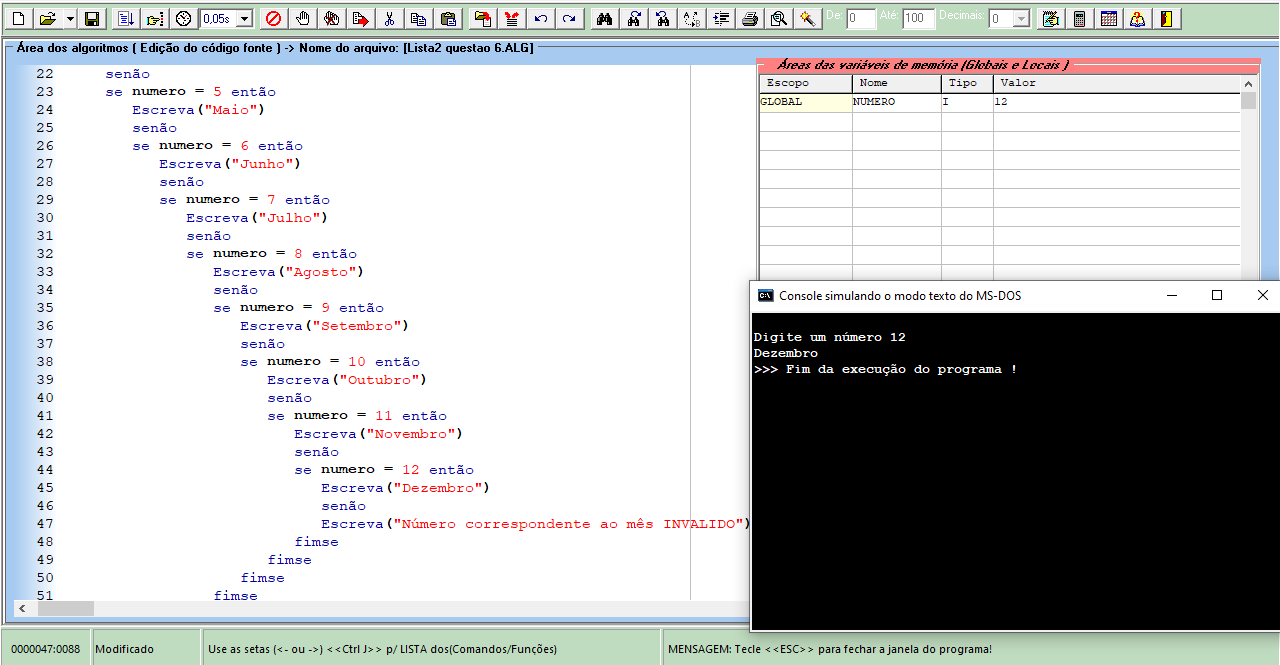 0,05s De: 0 Até: 100 Decimais: 0
Área dos algoritmos ( Edição do código fonte ) -> Nome do arquivo: [Lista2 questao 6.ALG]
22 senão
23 se numero = 5 então
24 Escreva("Maio")
25 senão
26 se numero = 6 então
27 Escreva("Junho")
28 senão
29 se numero = 7 então
30 Escreva("Julho")
31 senão
32 se numero = 8 então
33 Escreva("Agosto")
34 senão
35 se numero = 9 então
36 Escreva("Setembro")
37 senão
38 se numero = 10 então
39 Escreva("Outubro")
40 senão
41 se numero = 11 então
42 Escreva("Novembro")
43 senão
44 se numero = 12 então
45 Escreva("Dezembro")
46 senão
47 Escreva("Número correspondente ao mês INVALIDO")
48 fimse
49 fimse
50 fimse
51 fimse
Áreas das variáveis de memória (Globais e Locais )
Escopo Nome Tipo Valor
GLOBAL NUMERO I 12
C:\ Console simulando o modo texto do MS-DOS
Digite um número 12
Dezembro
>>> Fim da execução do programa !
0000047:0088 Modificado Use as setas (<- ou ->) <<Ctrl J>> p/ LISTA dos(Comandos/Funções) MENSAGEM: Tecle <<ESC>> para fechar a janela do programa!